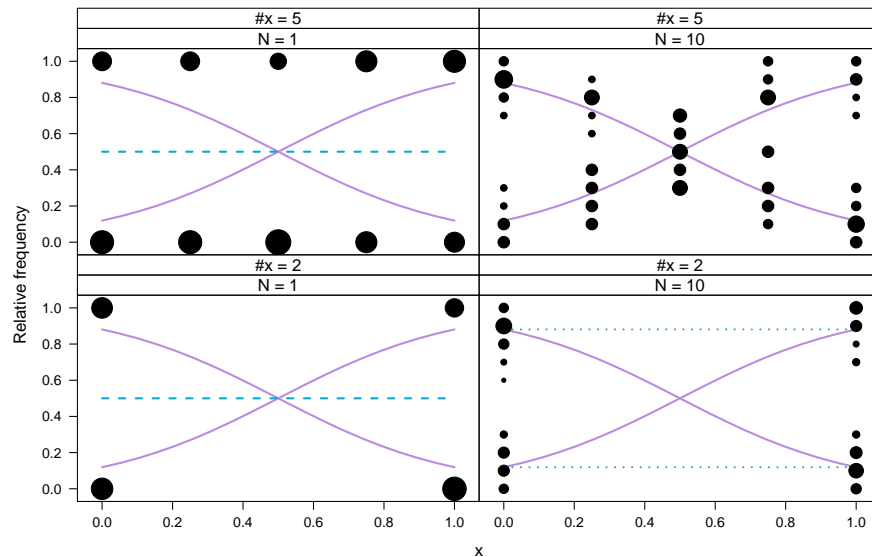 #x = 5
#x = 5
N = 1
N = 10
1.0
0.8
0.6
0.4
0.2
0.0
#x = 2
#x = 2
N = 1
N = 10
1.0
0.8
0.6
0.4
0.2
0.0
Relative frequency
0.0 0.2 0.4 0.6 0.8 1.0
0.0 0.2 0.4 0.6 0.8 1.0
x